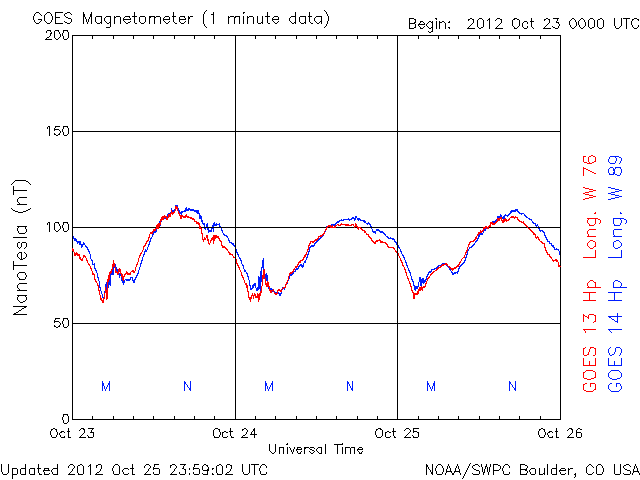 GOES Magnetometer (1 minute data)
Begin: 2012 Oct 23 0000 UTC
200
150
100
50
0
NanoTesla (nT)
M N M N M N
Oct 23 Oct 24 Oct 25 Oct 26
Universal Time
GOES 13 Hp Long. W 76
GOES 14 Hp Long. W 89
Updated 2012 Oct 25 23:59:02 UTC
NOAA/SWPC Boulder, CO USA